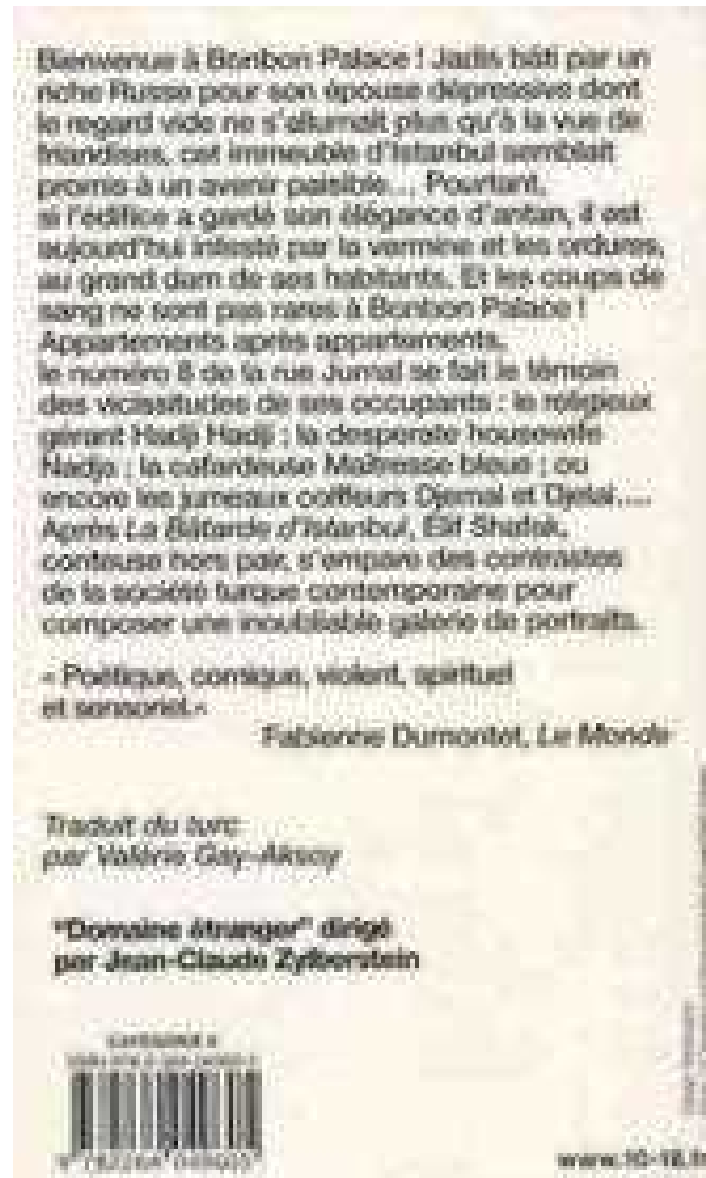 Bienvenue à Bonbon Palace ! Jadis bâti par un
riche Russe pour son épouse dépressive dont
le regard vide ne s'allumait plus qu'à la vue de
friandises, cet immeuble d'Istanbul semblait
promis à un avenir paisible... Pourtant,
si l'édifice a gardé son élégance d'antan, il est
aujourd'hui infesté par la vermine et les ordures,
au grand dam de ses habitants. Et les coups de
sang ne sont pas rares à Bonbon Palace !
Appartements après appartements,
le numéro 8 de la rue Jurnal se fait le témoin
des vicissitudes de ses occupants : le religieux
gérant Hadji Hadji ; la desperate housewife
Nadja ; la cafardeuse Maîtresse bleue ; ou
encore les jumeaux coiffeurs Djemal et Djelal....
Après La Bâtarde d'Istanbul, Elif Shafak,
conteuse hors pair, s'empare des contrastes
de la société turque contemporaine pour
composer une inoubliable galerie de portraits.
« Poétique, comique, violent, spirituel
et sensoriel.»
Fabienne Dumontet, Le Monde
Traduit du turc
par Valérie Gay-Aksoy
"Domaine étranger" dirigé
par Jean-Claude Zylberstein
www.10-18.fr